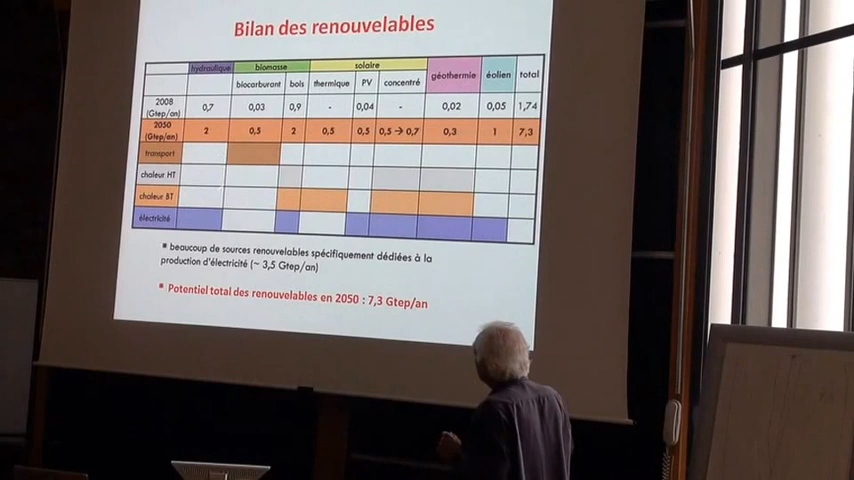 Bilan des renouvelables
hydraulique biomasse solaire géothermie éolien total
biocarburant bois thermique PV concentré
2008 (Gtep/an) 0,7 0,03 0,9 - 0,04 - 0,02 0,05 1,74
2050 (Gtep/an) 2 0,5 2 0,5 0,5 0,5 → 0,7 0,3 1 7,3
transport
chaleur HT
chaleur BT
électricité
▪ beaucoup de sources renouvelables spécifiquement dédiées à la
production d'électricité (~ 3,5 Gtep/an)
▪ Potentiel total des renouvelables en 2050 : 7,3 Gtep/an